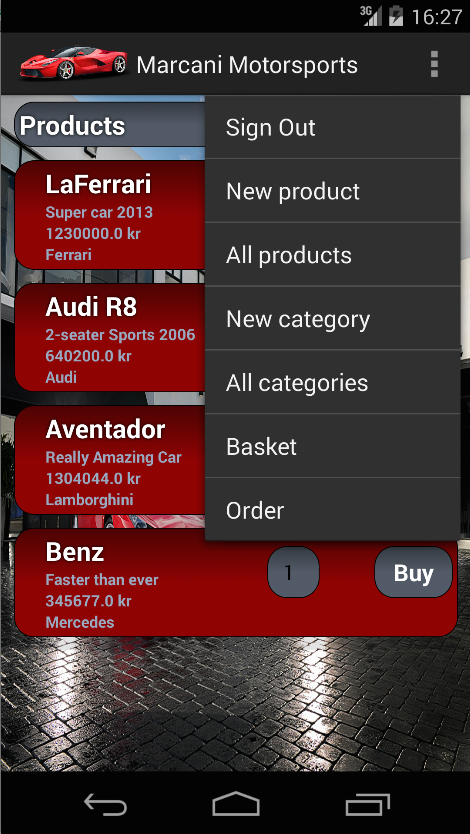 3G 16:27
Marcani Motorsports
Products
LaFerrari
Super car 2013
1230000.0 kr
Ferrari
Audi R8
2-seater Sports 2006
640200.0 kr
Audi
Aventador
Really Amazing Car
1304044.0 kr
Lamborghini
Benz
Faster than ever
345677.0 kr
Mercedes
1
Buy
Sign Out
New product
All products
New category
All categories
Basket
Order